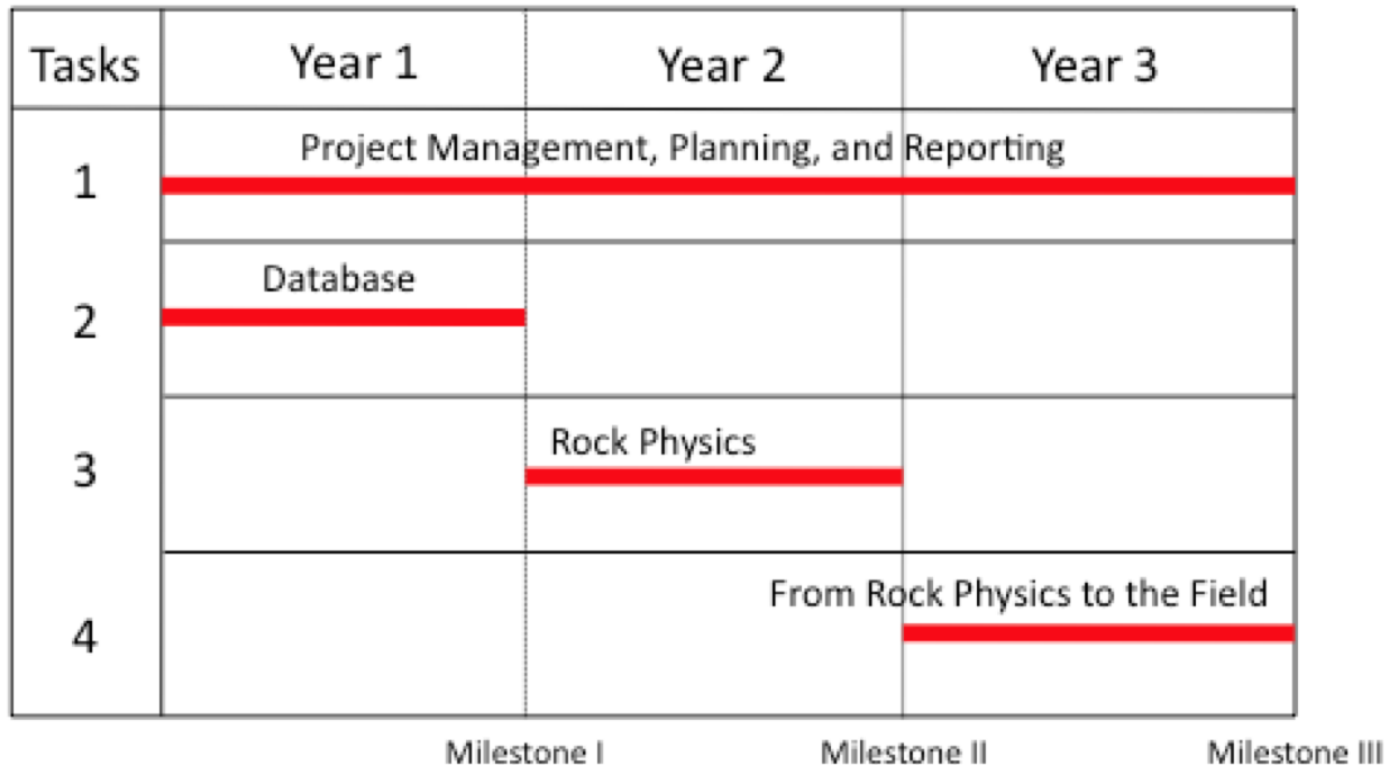 Tasks
Year 1
Year 2
Year 3
1
Project Management, Planning, and Reporting
2
Database
3
Rock Physics
4
From Rock Physics to the Field
Milestone I
Milestone II
Milestone III